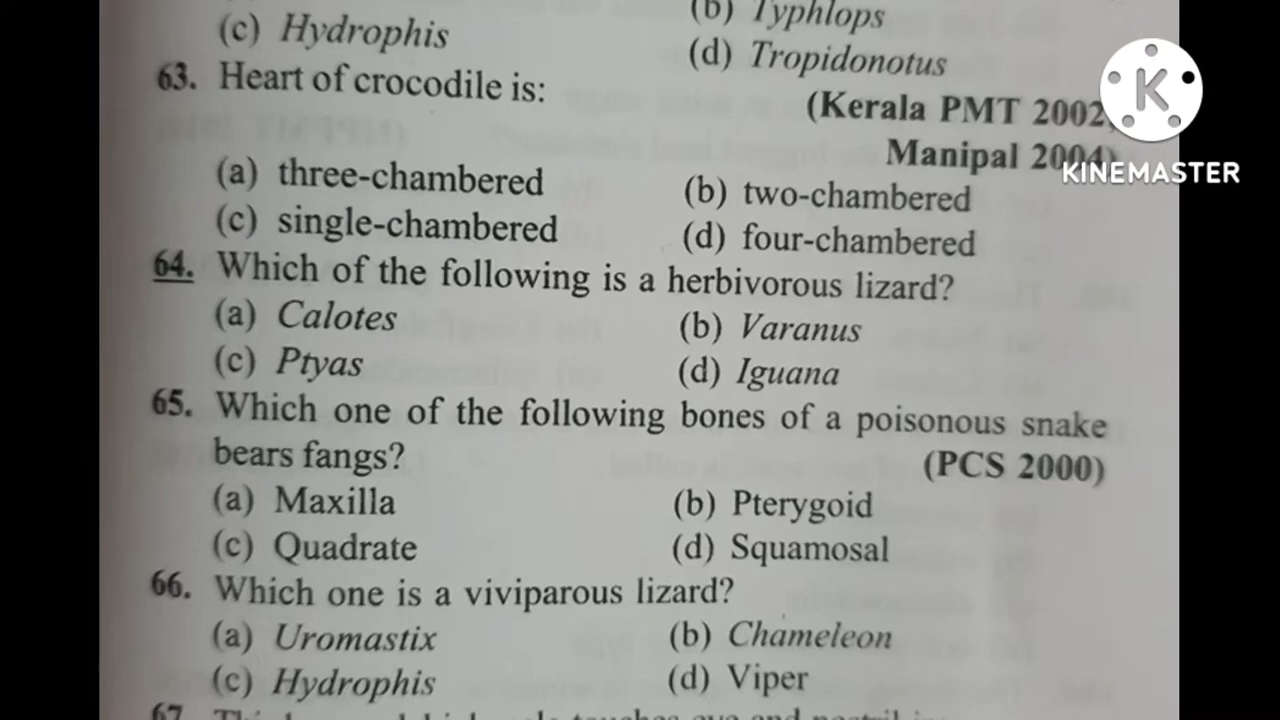 (b) Typhlops
(c) Hydrophis
(d) Tropidonotus
63. Heart of crocodile is:
(Kerala PMT 2002,
Manipal 2004)
K
KINEMASTER
(a) three-chambered
(b) two-chambered
(c) single-chambered
(d) four-chambered
64. Which of the following is a herbivorous lizard?
(a) Calotes
(b) Varanus
(c) Ptyas
(d) Iguana
65. Which one of the following bones of a poisonous snake
bears fangs?
(PCS 2000)
(a) Maxilla
(b) Pterygoid
(c) Quadrate
(d) Squamosal
66. Which one is a viviparous lizard?
(a) Uromastix
(b) Chameleon
(c) Hydrophis
(d) Viper
67.